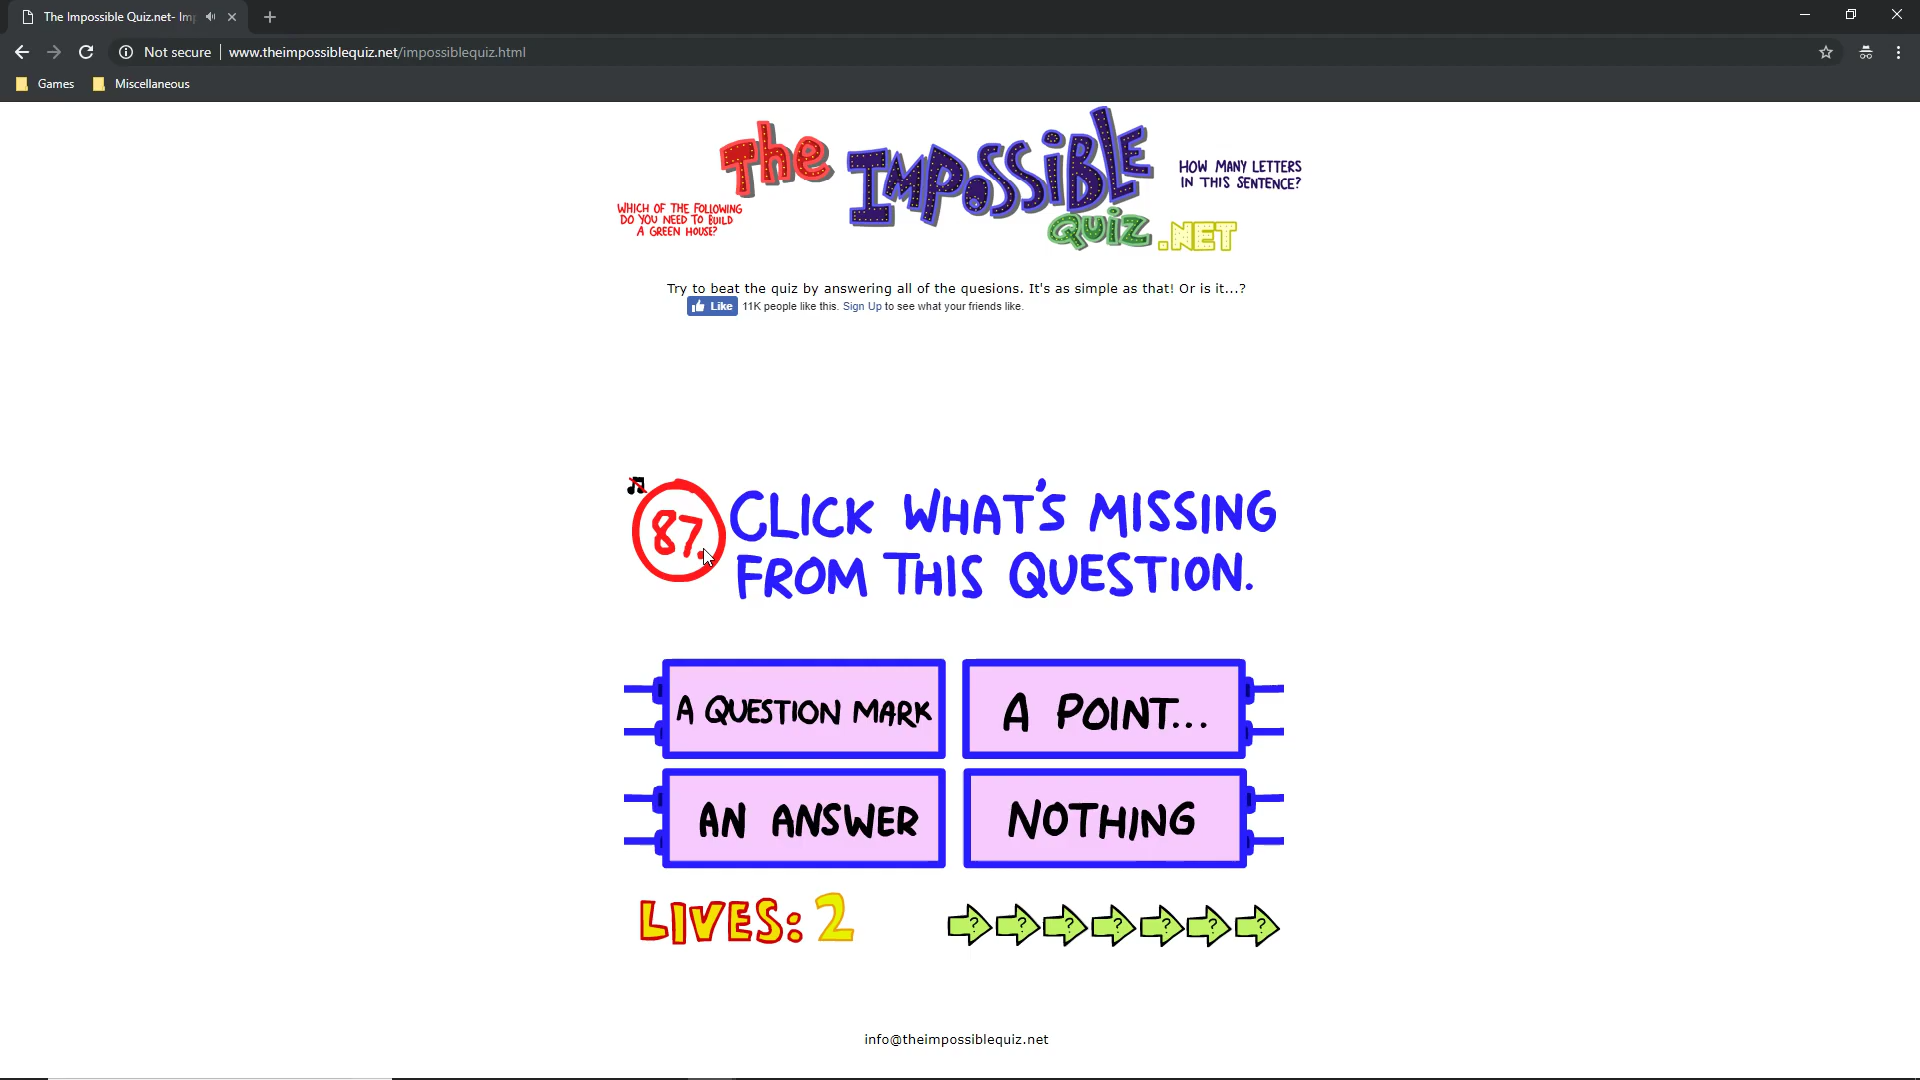 The Impossible Quiz.net- Im
Not secure
www.theimpossiblequiz.net/impossiblequiz.html
Games
Miscellaneous
The IMPOSSIBLE QUIZ .NET
WHICH OF THE FOLLOWING
DO YOU NEED TO BUILD
A GREEN HOUSE?
HOW MANY LETTERS
IN THIS SENTENCE?
Try to beat the quiz by answering all of the quesions. It's as simple as that! Or is it...?
Like 11K people like this. Sign Up to see what your friends like.
87. CLICK WHAT'S MISSING
FROM THIS QUESTION.
A QUESTION MARK
A POINT...
AN ANSWER
NOTHING
LIVES: 2
? ? ? ? ? ? ?
info@theimpossiblequiz.net